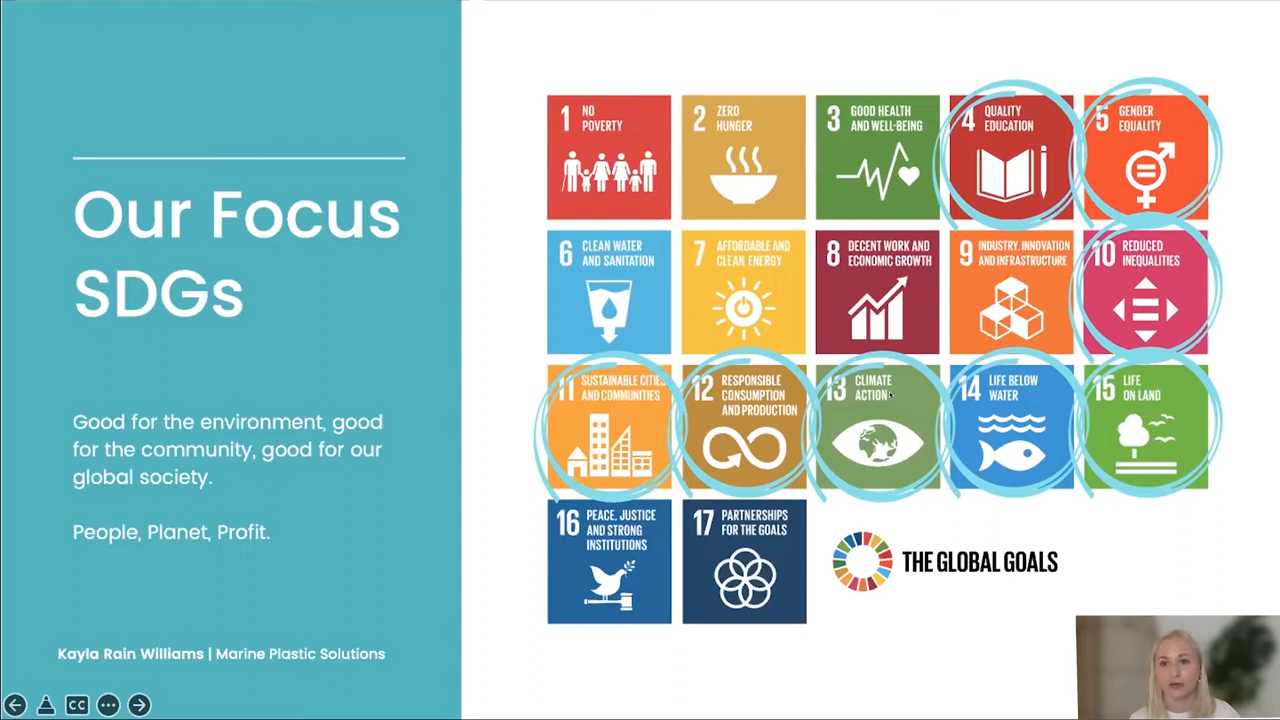 Our Focus
SDGs
Good for the environment, good
for the community, good for our
global society.
People, Planet, Profit.
Kayla Rain Williams | Marine Plastic Solutions
CC
1 NO
POVERTY
2 ZERO
HUNGER
3 GOOD HEALTH
AND WELL-BEING
4 QUALITY
EDUCATION
5 GENDER
EQUALITY
6 CLEAN WATER
AND SANITATION
7 AFFORDABLE AND
CLEAN ENERGY
8 DECENT WORK AND
ECONOMIC GROWTH
9 INDUSTRY, INNOVATION
AND INFRASTRUCTURE
10 REDUCED
INEQUALITIES
11 SUSTAINABLE CITIES
AND COMMUNITIES
12 RESPONSIBLE
CONSUMPTION
AND PRODUCTION
13 CLIMATE
ACTION
14 LIFE BELOW
WATER
15 LIFE
ON LAND
16 PEACE, JUSTICE
AND STRONG
INSTITUTIONS
17 PARTNERSHIPS
FOR THE GOALS
THE GLOBAL GOALS